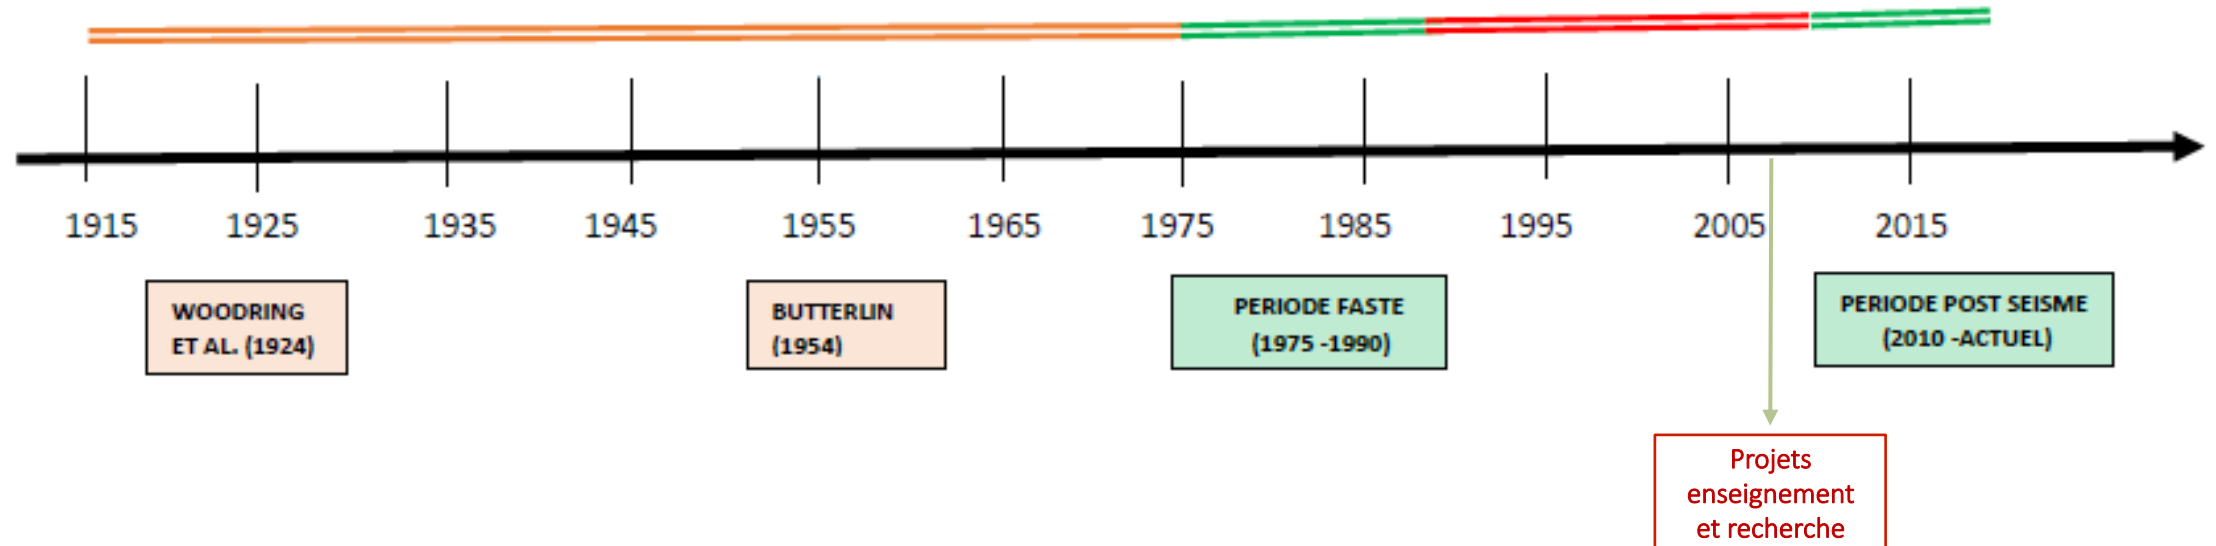 1915 1925 1935 1945 1955 1965 1975 1985 1995 2005 2015
WOODRING
ET AL. (1924)
BUTTERLIN
(1954)
PERIODE FASTE
(1975 -1990)
PERIODE POST SEISME
(2010 -ACTUEL)
Projets
enseignement
et recherche